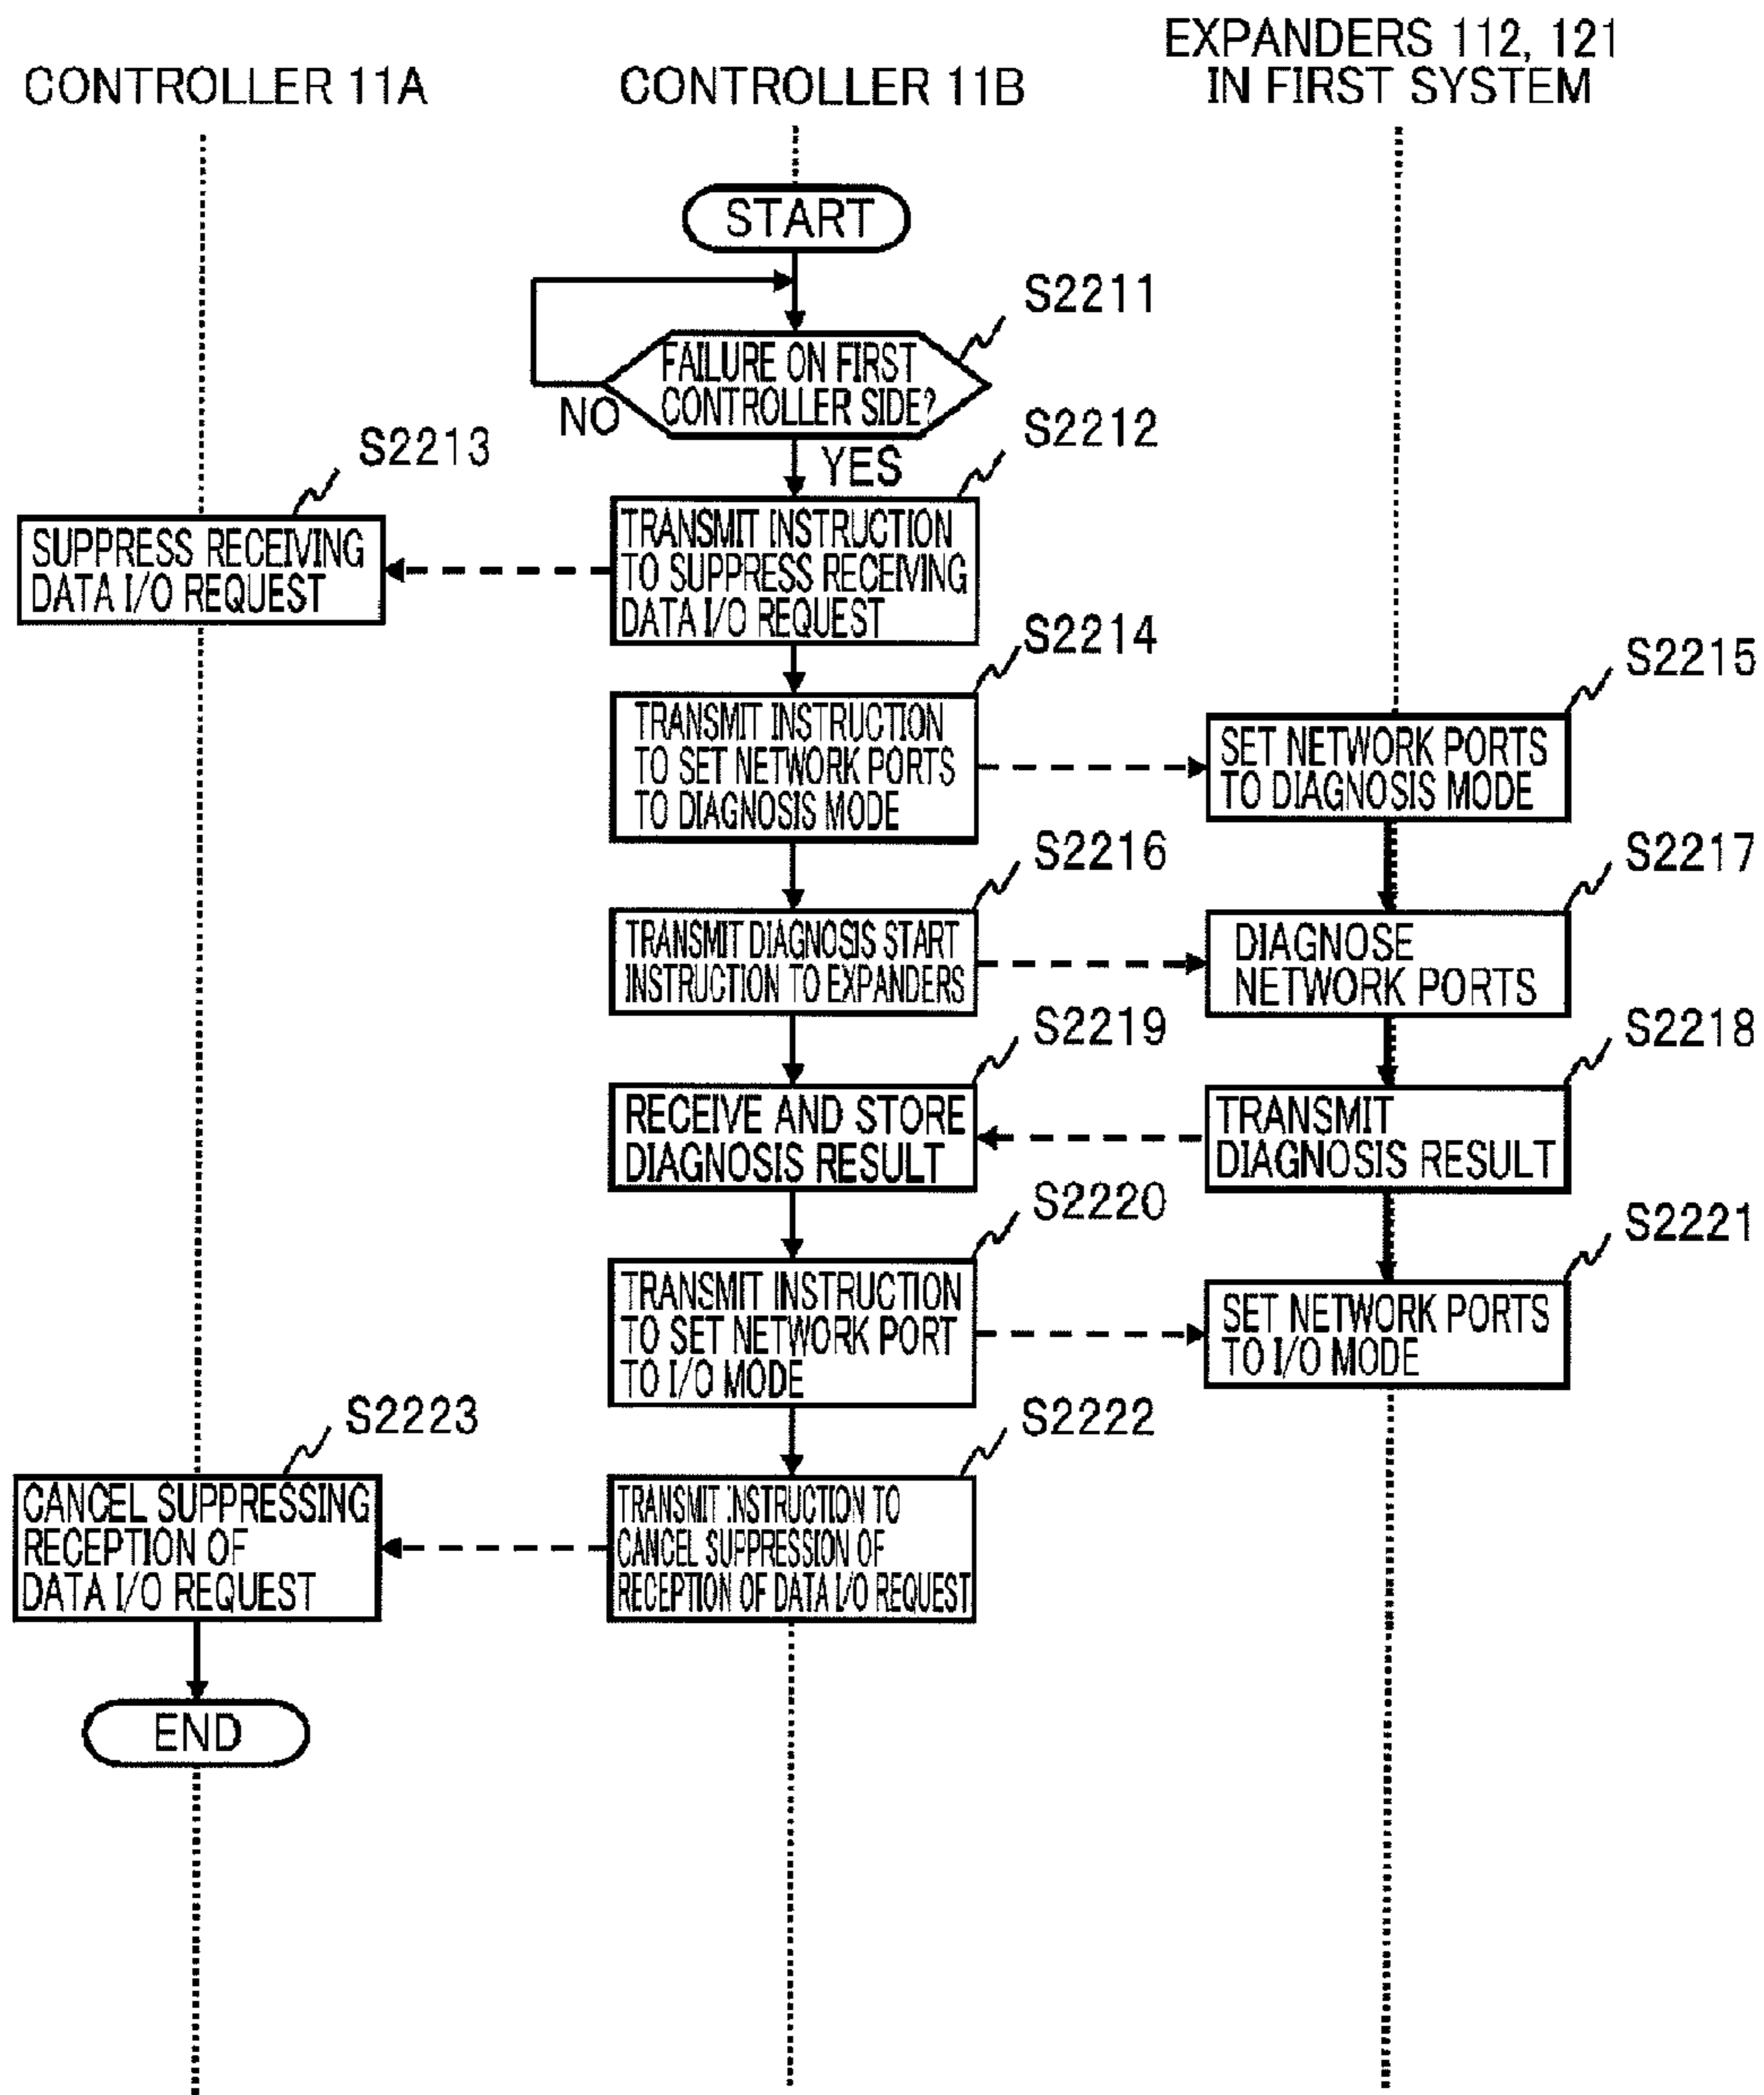 EXPANDERS 112, 121
IN FIRST SYSTEM
CONTROLLER 11A
CONTROLLER 11B
START
S2211
FAILURE ON FIRST
CONTROLLER SIDE?
NO
YES
S2212
S2213
TRANSMIT INSTRUCTION
TO SUPPRESS RECEIVING
DATA I/O REQUEST
SUPPRESS RECEIVING
DATA I/O REQUEST
S2214
TRANSMIT INSTRUCTION
TO SET NETWORK PORTS
TO DIAGNOSIS MODE
S2215
SET NETWORK PORTS
TO DIAGNOSIS MODE
S2216
TRANSMIT DIAGNOSIS START
INSTRUCTION TO EXPANDERS
S2217
DIAGNOSE
NETWORK PORTS
S2219
RECEIVE AND STORE
DIAGNOSIS RESULT
S2218
TRANSMIT
DIAGNOSIS RESULT
S2220
TRANSMIT INSTRUCTION
TO SET NETWORK PORT
TO I/O MODE
S2221
SET NETWORK PORTS
TO I/O MODE
S2223
CANCEL SUPPRESSING
RECEPTION OF
DATA I/O REQUEST
S2222
TRANSMIT INSTRUCTION TO
CANCEL SUPPRESSION OF
RECEPTION OF DATA I/O REQUEST
END